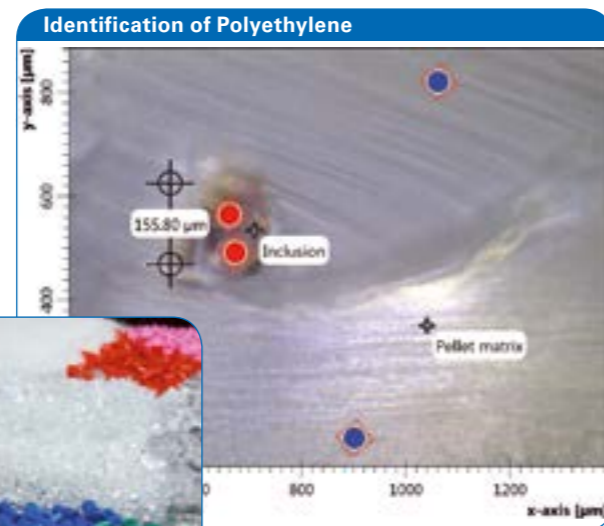 Identification of Polyethylene
y-axis [µm]
800
600
400
155.80 µm
Inclusion
Pellet matrix
800
1000
1200
x-axis [µm]